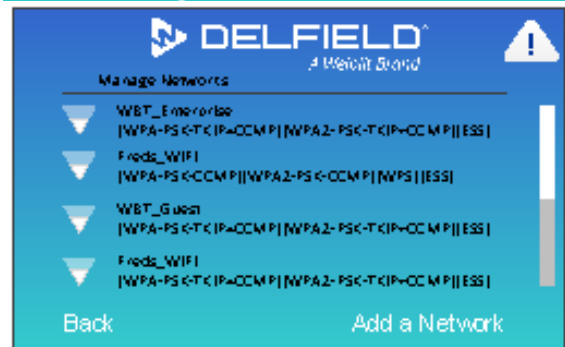 DELFIELD
A Welbilt Brand
Manage Networks
WBT_Enterprise
[WPA-PSK-TKIP+CCMP][WPA2-PSK-TKIP+CCMP][ESS]
Freds_WIFI
[WPA-PSK-CCMP][WPA2-PSK-CCMP][WPS][ESS]
WBT_Guest
[WPA-PSK-TKIP+CCMP][WPA2-PSK-TKIP+CCMP][ESS]
Freds_WIFI
[WPA-PSK-TKIP+CCMP][WPA2-PSK-TKIP+CCMP][ESS]
Back
Add a Network